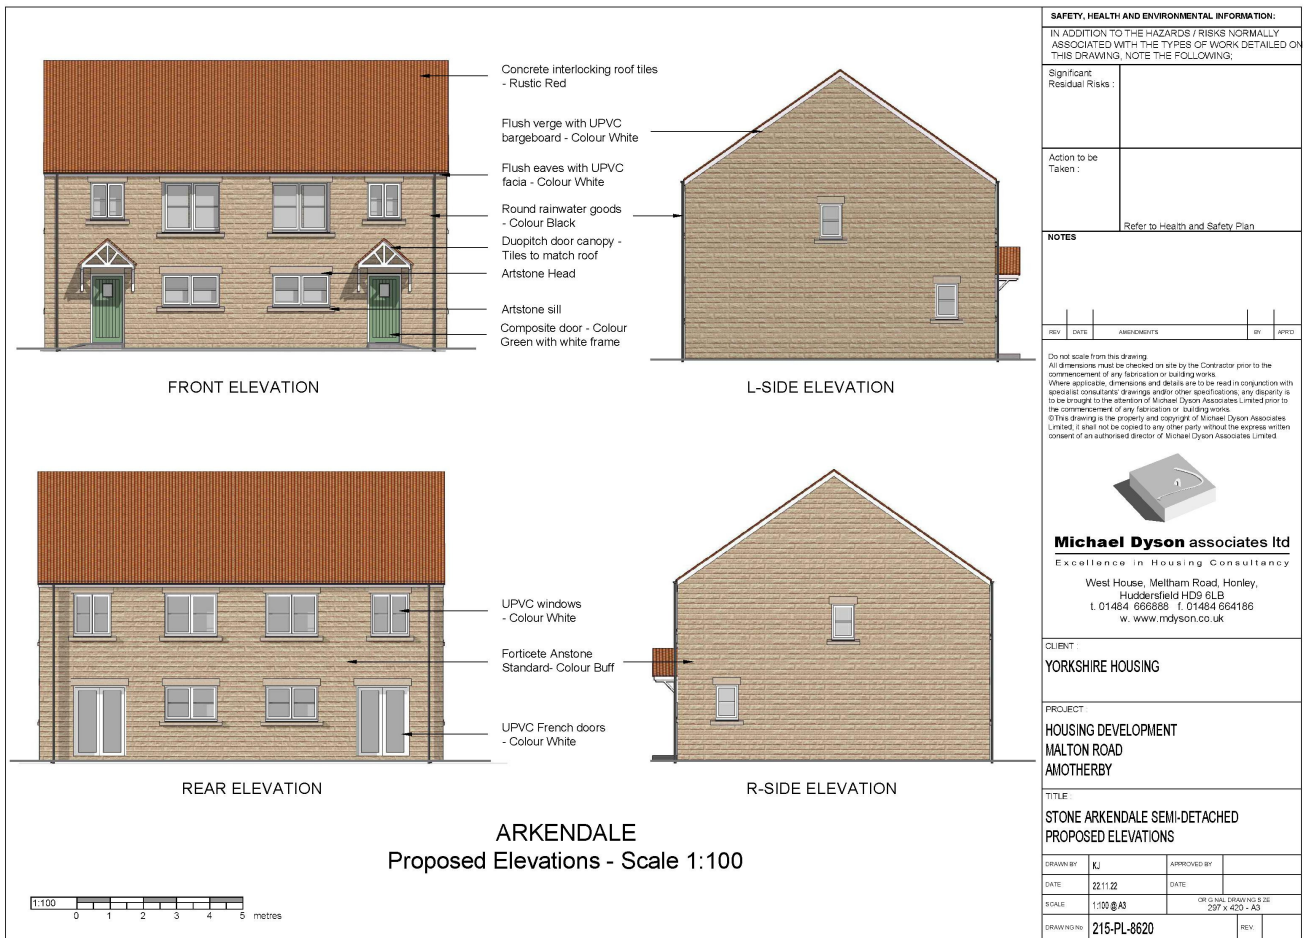 Concrete interlocking roof tiles
- Rustic Red
Flush verge with UPVC
bargeboard - Colour White
Flush eaves with UPVC
facia - Colour White
Round rainwater goods
- Colour Black
Duopitch door canopy -
Tiles to match roof
Artstone Head
Artstone sill
Composite door - Colour
Green with white frame
FRONT ELEVATION
L-SIDE ELEVATION
UPVC windows
- Colour White
Forticete Anstone
Standard- Colour Buff
UPVC French doors
- Colour White
REAR ELEVATION
R-SIDE ELEVATION
ARKENDALE
Proposed Elevations - Scale 1:100
1:100
0 1 2 3 4 5 metres
SAFETY, HEALTH AND ENVIRONMENTAL INFORMATION:
IN ADDITION TO THE HAZARDS / RISKS NORMALLY
ASSOCIATED WITH THE TYPES OF WORK DETAILED ON
THIS DRAWING, NOTE THE FOLLOWING;
Significant
Residual Risks :
Action to be
Taken :
Refer to Health and Safety Plan
NOTES
REV DATE AMENDMENTS BY APR'D
Do not scale from this drawing
All dimensions must be checked on site by the Contractor prior to the
commencement of any fabrication or building works.
Where applicable, dimensions and details are to be read in conjunction with
specialist consultants' drawings and/or other specifications, any disparity is
to be brought to the attention of Michael Dyson Associates Limited prior to
the commencement of any fabrication or building works.
©This drawing is the property and copyright of Michael Dyson Associates
Limited, it shall not be copied to any other party without the express written
consent of an authorised director of Michael Dyson Associates Limited.
Michael Dyson associates ltd
Excellence in Housing Consultancy
West House, Meltham Road, Honley,
Huddersfield HD9 6LB
t. 01484 666888 f. 01484 664186
w. www.mdyson.co.uk
CLIENT :
YORKSHIRE HOUSING
PROJECT :
HOUSING DEVELOPMENT
MALTON ROAD
AMOTHERBY
TITLE :
STONE ARKENDALE SEMI-DETACHED
PROPOSED ELEVATIONS
DRAWN BY KJ APPROVED BY
DATE 22.11.22 DATE
SCALE 1:100 @ A3 ORIGINAL DRAWING SIZE
297 x 420 - A3
DRAWING No 215-PL-8620 REV.